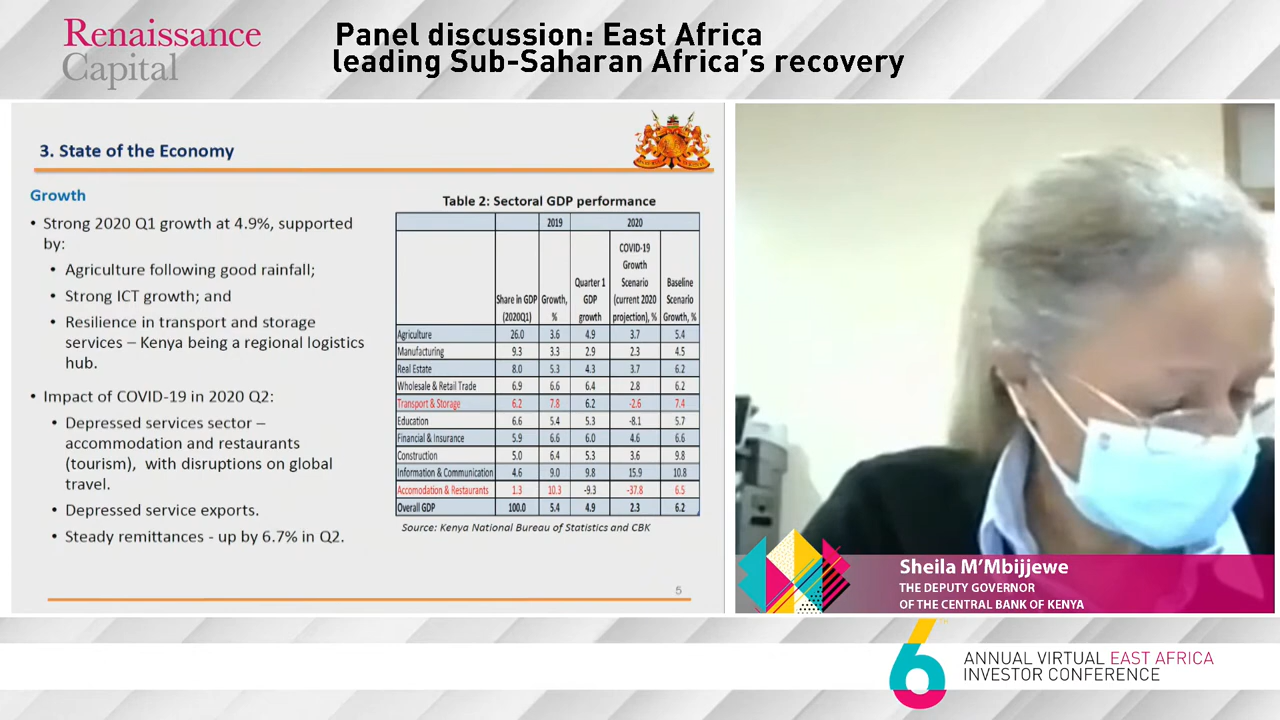 Renaissance
Capital
Panel discussion: East Africa
leading Sub-Saharan Africa's recovery
3. State of the Economy
Growth
• Strong 2020 Q1 growth at 4.9%, supported
by:
• Agriculture following good rainfall;
• Strong ICT growth; and
• Resilience in transport and storage
services – Kenya being a regional logistics
hub.
• Impact of COVID-19 in 2020 Q2:
• Depressed services sector –
accommodation and restaurants
(tourism), with disruptions on global
travel.
• Depressed service exports.
• Steady remittances - up by 6.7% in Q2.
Table 2: Sectoral GDP performance
2019 2020
Share in GDP (2020Q1) Growth, % Quarter 1 GDP growth COVID-19 Growth Scenario (current 2020 projection), % Baseline Scenario Growth, %
Agriculture 26.0 3.6 4.9 3.7 5.4
Manufacturing 9.3 3.3 2.9 2.3 4.5
Real Estate 8.0 5.3 4.3 3.7 6.2
Wholesale & Retail Trade 6.9 6.6 6.4 2.8 6.2
Transport & Storage 6.2 7.8 6.2 -2.6 7.4
Education 6.6 5.4 5.3 -8.1 5.7
Financial & Insurance 5.9 6.6 6.0 4.6 6.6
Construction 5.0 6.4 5.3 3.6 9.8
Information & Communication 4.6 9.0 9.8 15.9 10.8
Accomodation & Restaurants 1.3 10.3 -9.3 -37.8 6.5
Overall GDP 100.0 5.4 4.9 2.3 6.2
Source: Kenya National Bureau of Statistics and CBK
5
Sheila M'Mbijjewe
THE DEPUTY GOVERNOR
OF THE CENTRAL BANK OF KENYA
6TH
ANNUAL VIRTUAL EAST AFRICA
INVESTOR CONFERENCE